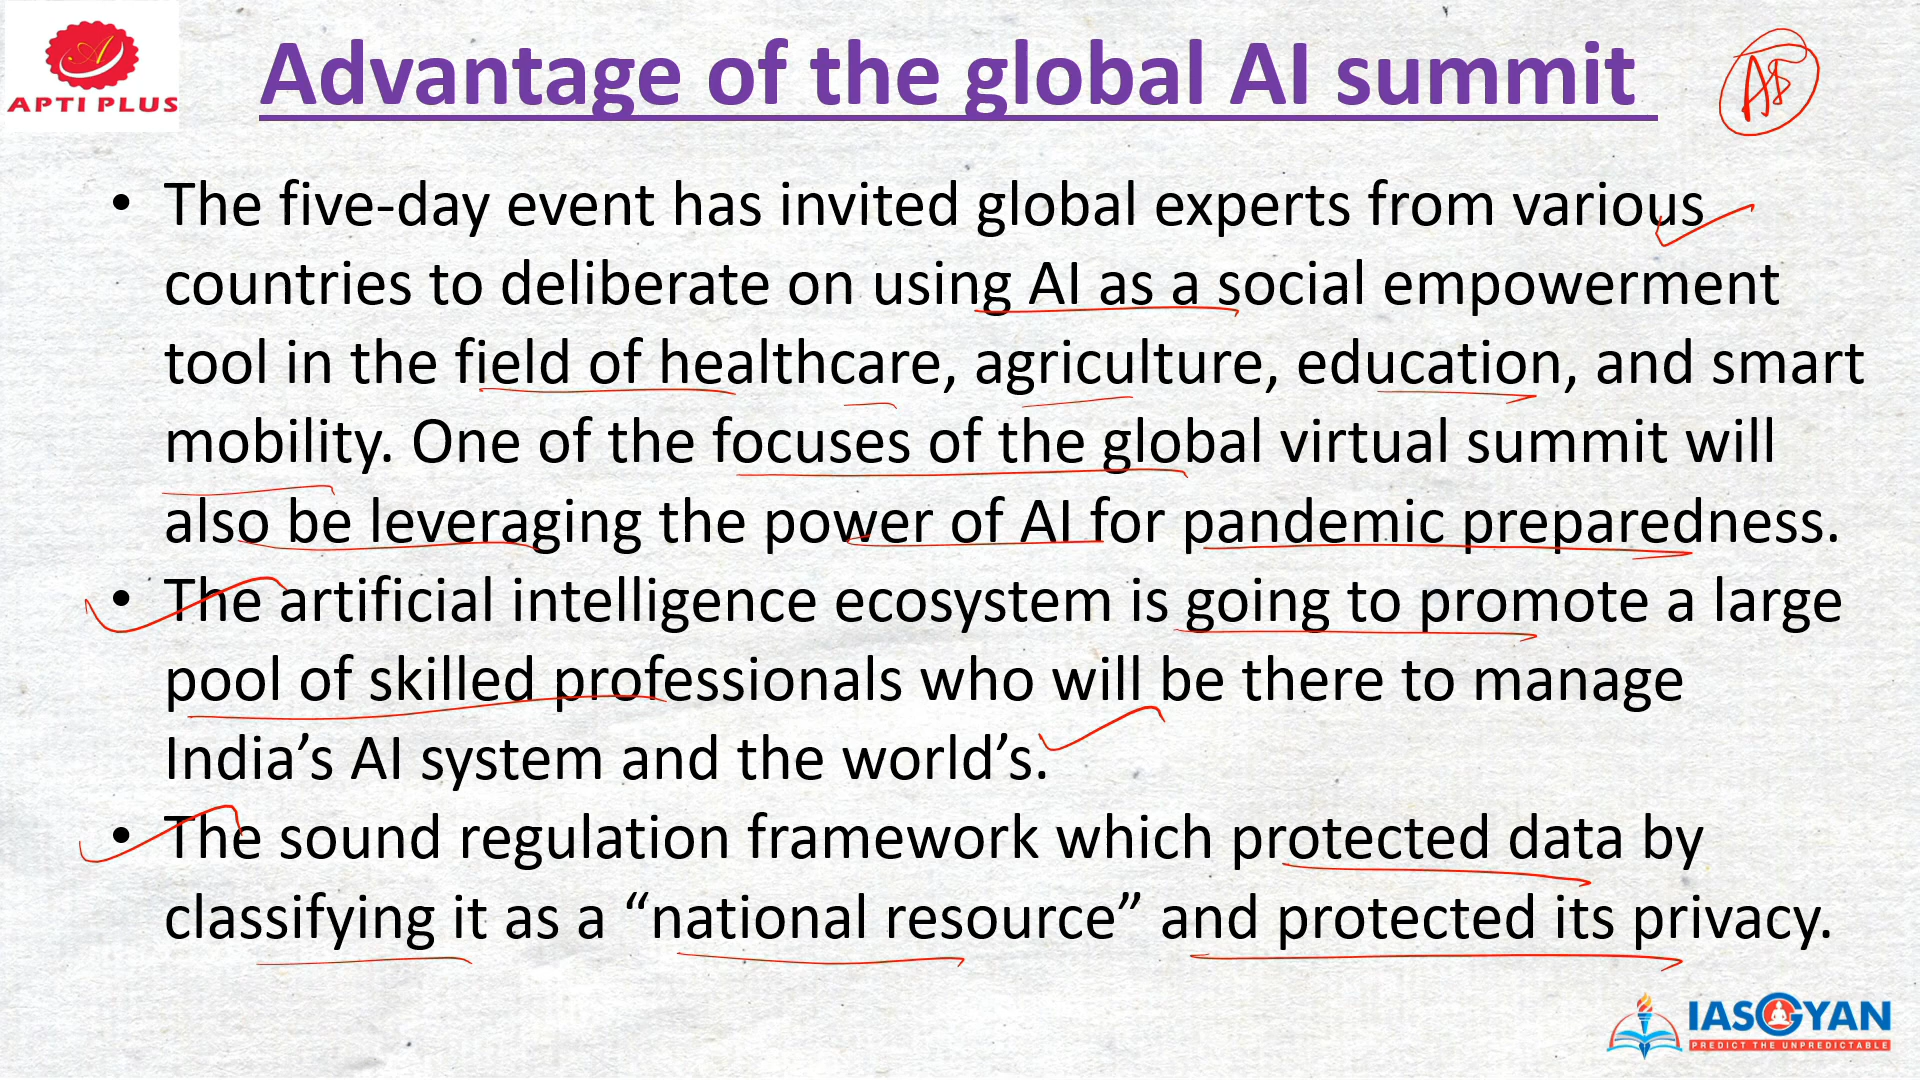 APTI PLUS
Advantage of the global AI summit
• The five-day event has invited global experts from various
countries to deliberate on using AI as a social empowerment
tool in the field of healthcare, agriculture, education, and smart
mobility. One of the focuses of the global virtual summit will
also be leveraging the power of AI for pandemic preparedness.
• The artificial intelligence ecosystem is going to promote a large
pool of skilled professionals who will be there to manage
India’s AI system and the world’s.
• The sound regulation framework which protected data by
classifying it as a “national resource” and protected its privacy.
IASGYAN
PREDICT THE UNPREDICTABLE